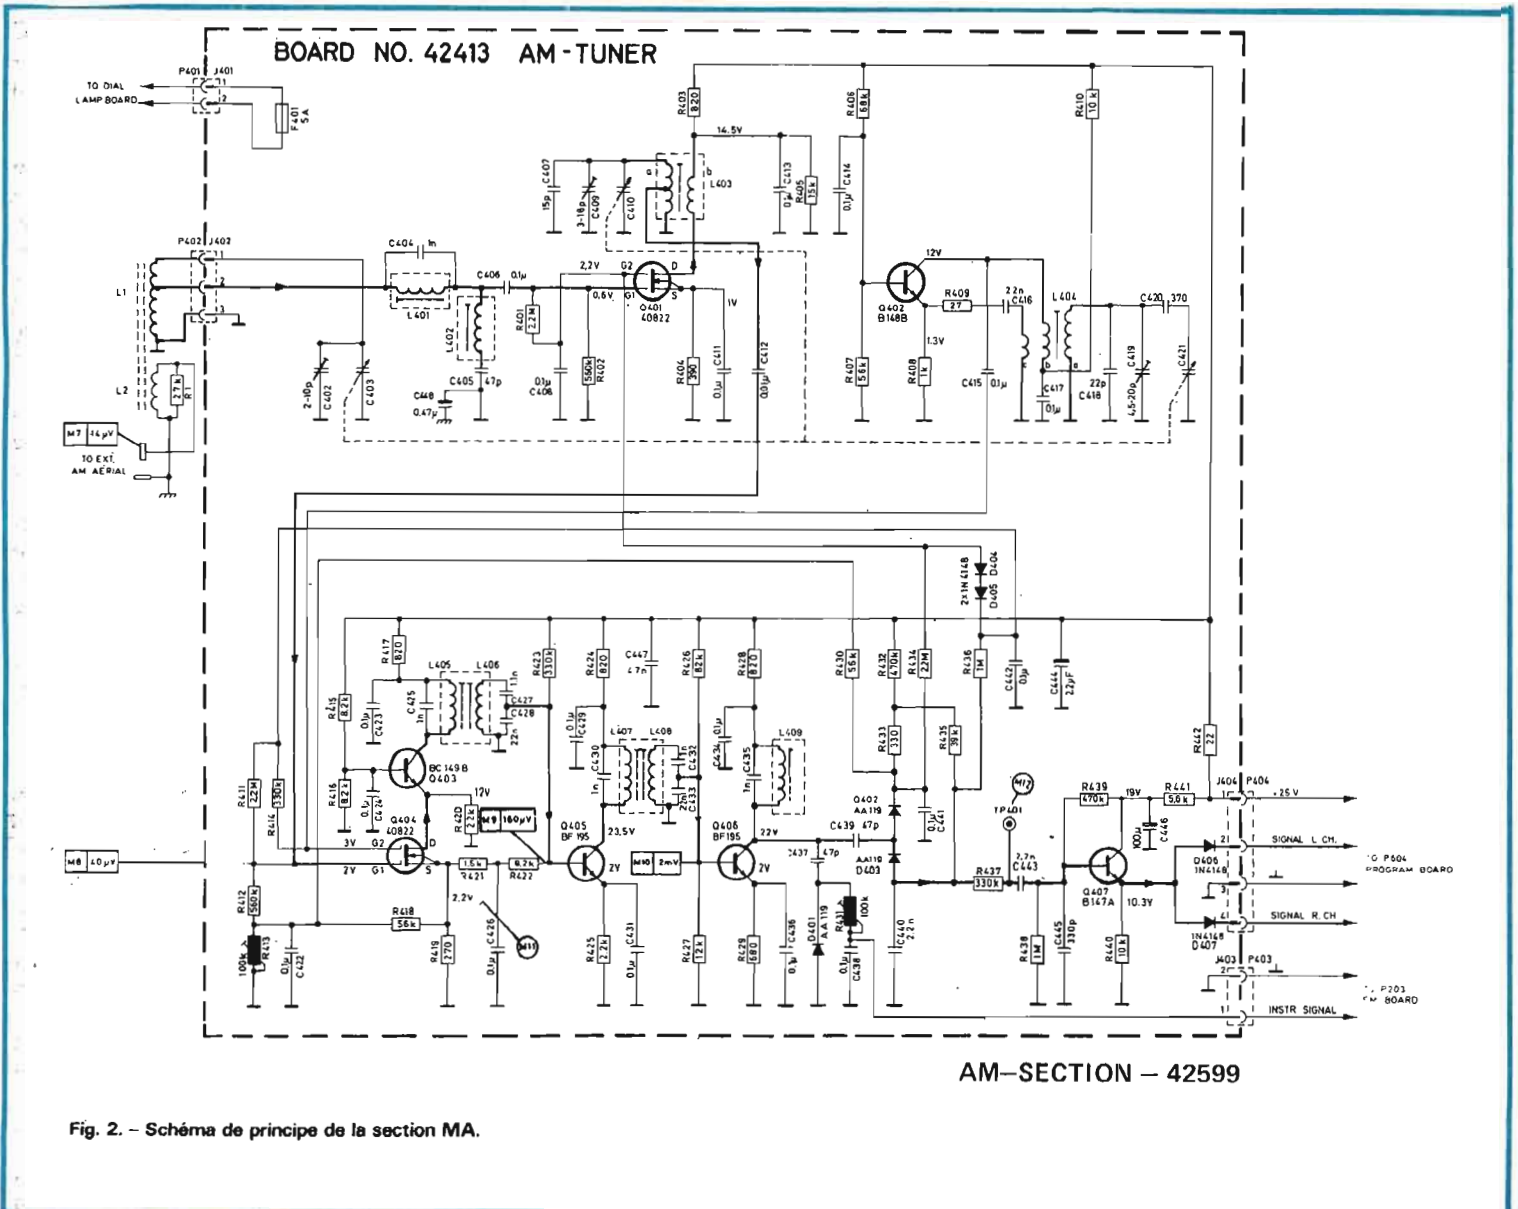 BOARD NO. 42413 AM-TUNER
P401 J401
TO DIAL
LAMP BOARD
1
2
F401
5A
R403
820
14.5V
R406
68k
R410
10k
C407
15p
3-18p
C409
C410
a
b
L403
C413
0,1µ
R405
15k
C414
0,1µ
P402 J402
2
3
L1
L2
27k
R1
C404 1n
L401
L402
C405 47p
C448
0.47µ
C406 0.1µ
R401
2.2M
2,2V
G2
D
0,6V
G1
S
Q401
40822
1V
0.1µ
C408
560k
R402
R404
390
C411
0,1µ
C412
0,01µ
2-10p
C402
C403
12V
Q402
B148B
R409
27
2.2n
C416
L404
C420 370
1.3V
R407
5.6k
R408
1k
C415 0.1µ
C417
0,1µ
22p
C418
C419
4,5-20p
C421
M7 14µV
TO EXT.
AM AERIAL
2x1N4148
D405 D404
R417
820
L405 L406
R415
8.2k
0.1µ
C423
C425
1n
C427
C428
22n
R423
330k
R424
820
C447
47n
R426
82k
R428
820
R430
56k
R432
470k
R434
22M
R436
1M
C442
0,1µ
C444
2.2µF
0.1µ
C429
L407 L408
C430
1n
1n
C432
22n
C433
C434
0.1µ
C435
1n
L409
R433
330
R435
39k
R442
22
R411
2,2M
R414
330k
R416
8.2k
0.1µ
C424
BC149B
Q403
12V
R420
2.2k
M9 160µV
Q404
40822
3V
G2
D
2V
G1
S
1.5k
R421
8.2k
R422
Q405
BF195
23,5V
2V
M10 2mV
Q406
BF195
22V
2V
C439 47p
Q402
AA119
0.1µ
C441
AA119
D403
C437 47p
M12
TP401
R437
330k
2,7n
C443
R439
470k
19V
R441
5,6k
100µ
C446
J404 P404
1
+25V
Q407
B147A 10.3V
D406
1N4148
2
SIGNAL L CH.
3
TO P604
PROGRAM BOARD
4
SIGNAL R.CH
1N4148
D407
M8 40µV
R412
560k
100k
R413
0.1µ
C422
R418
56k
2,2V
R419
270
C426
0.1µ
M11
R425
2.2k
C431
0.1µ
R427
12k
R429
680
C436
0,1µ
D401
AA119
R431
100k
0.1µ
C438
C440
2.2n
R438
1M
C445
330p
R440
10k
J403 P403
2
P203
BOARD
1
INSTR SIGNAL
AM–SECTION – 42599
Fig. 2. – Schéma de principe de la section MA.